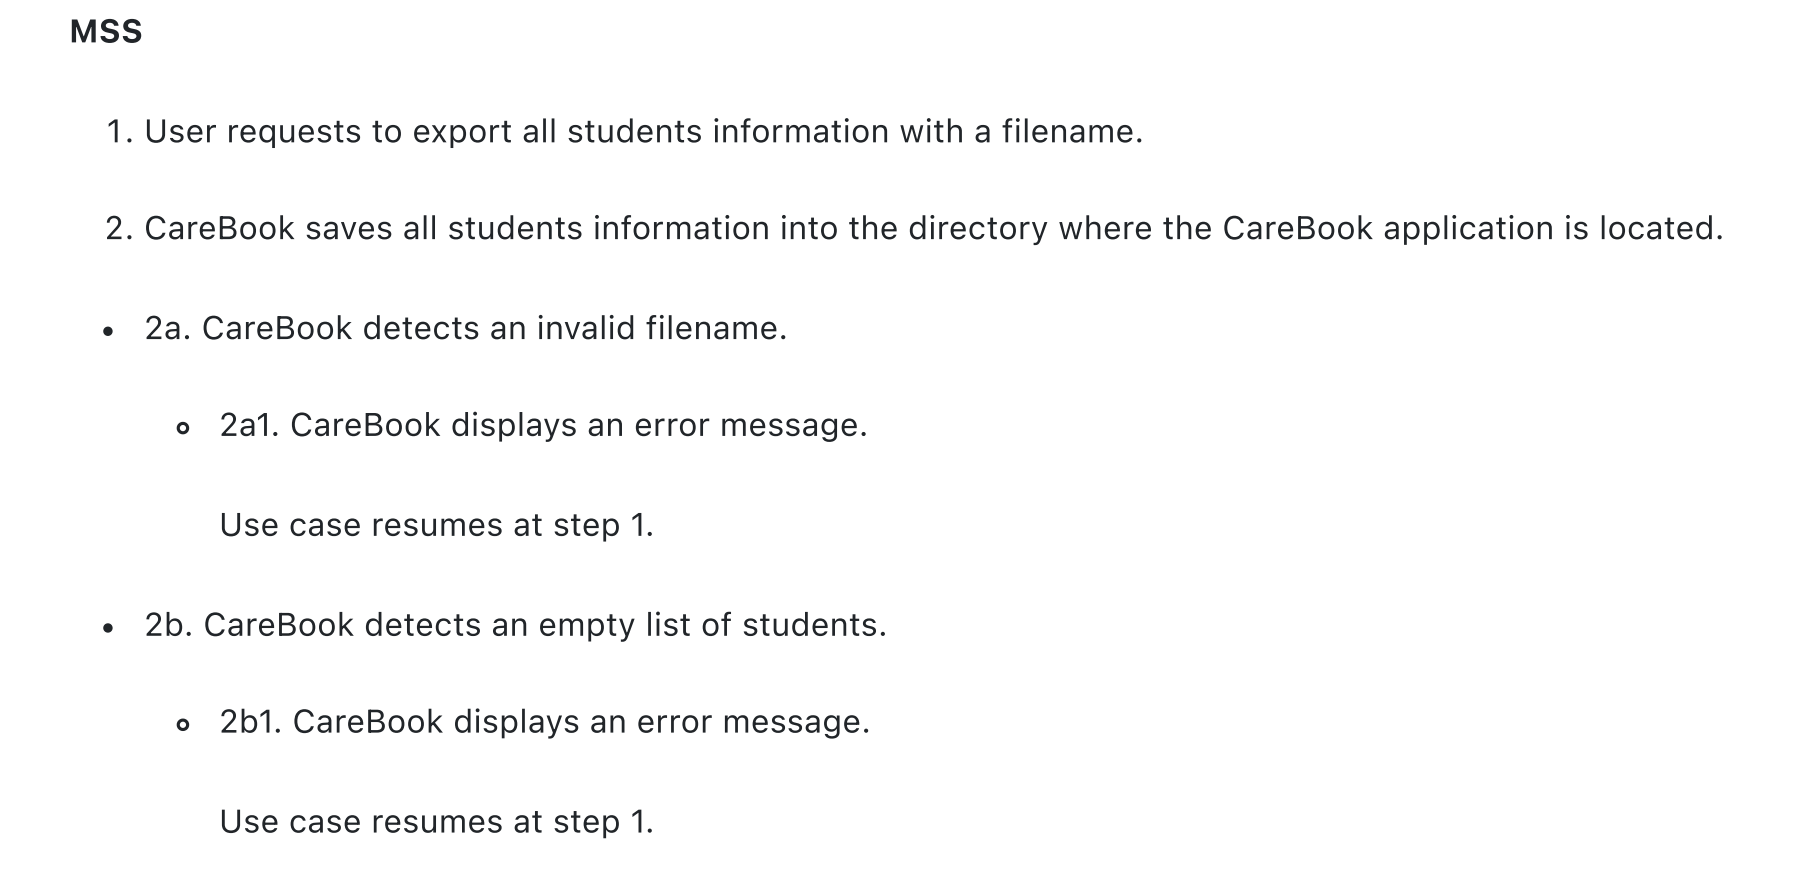 MSS
1. User requests to export all students information with a filename.
2. CareBook saves all students information into the directory where the CareBook application is located.
• 2a. CareBook detects an invalid filename.
◦ 2a1. CareBook displays an error message.
Use case resumes at step 1.
• 2b. CareBook detects an empty list of students.
◦ 2b1. CareBook displays an error message.
Use case resumes at step 1.